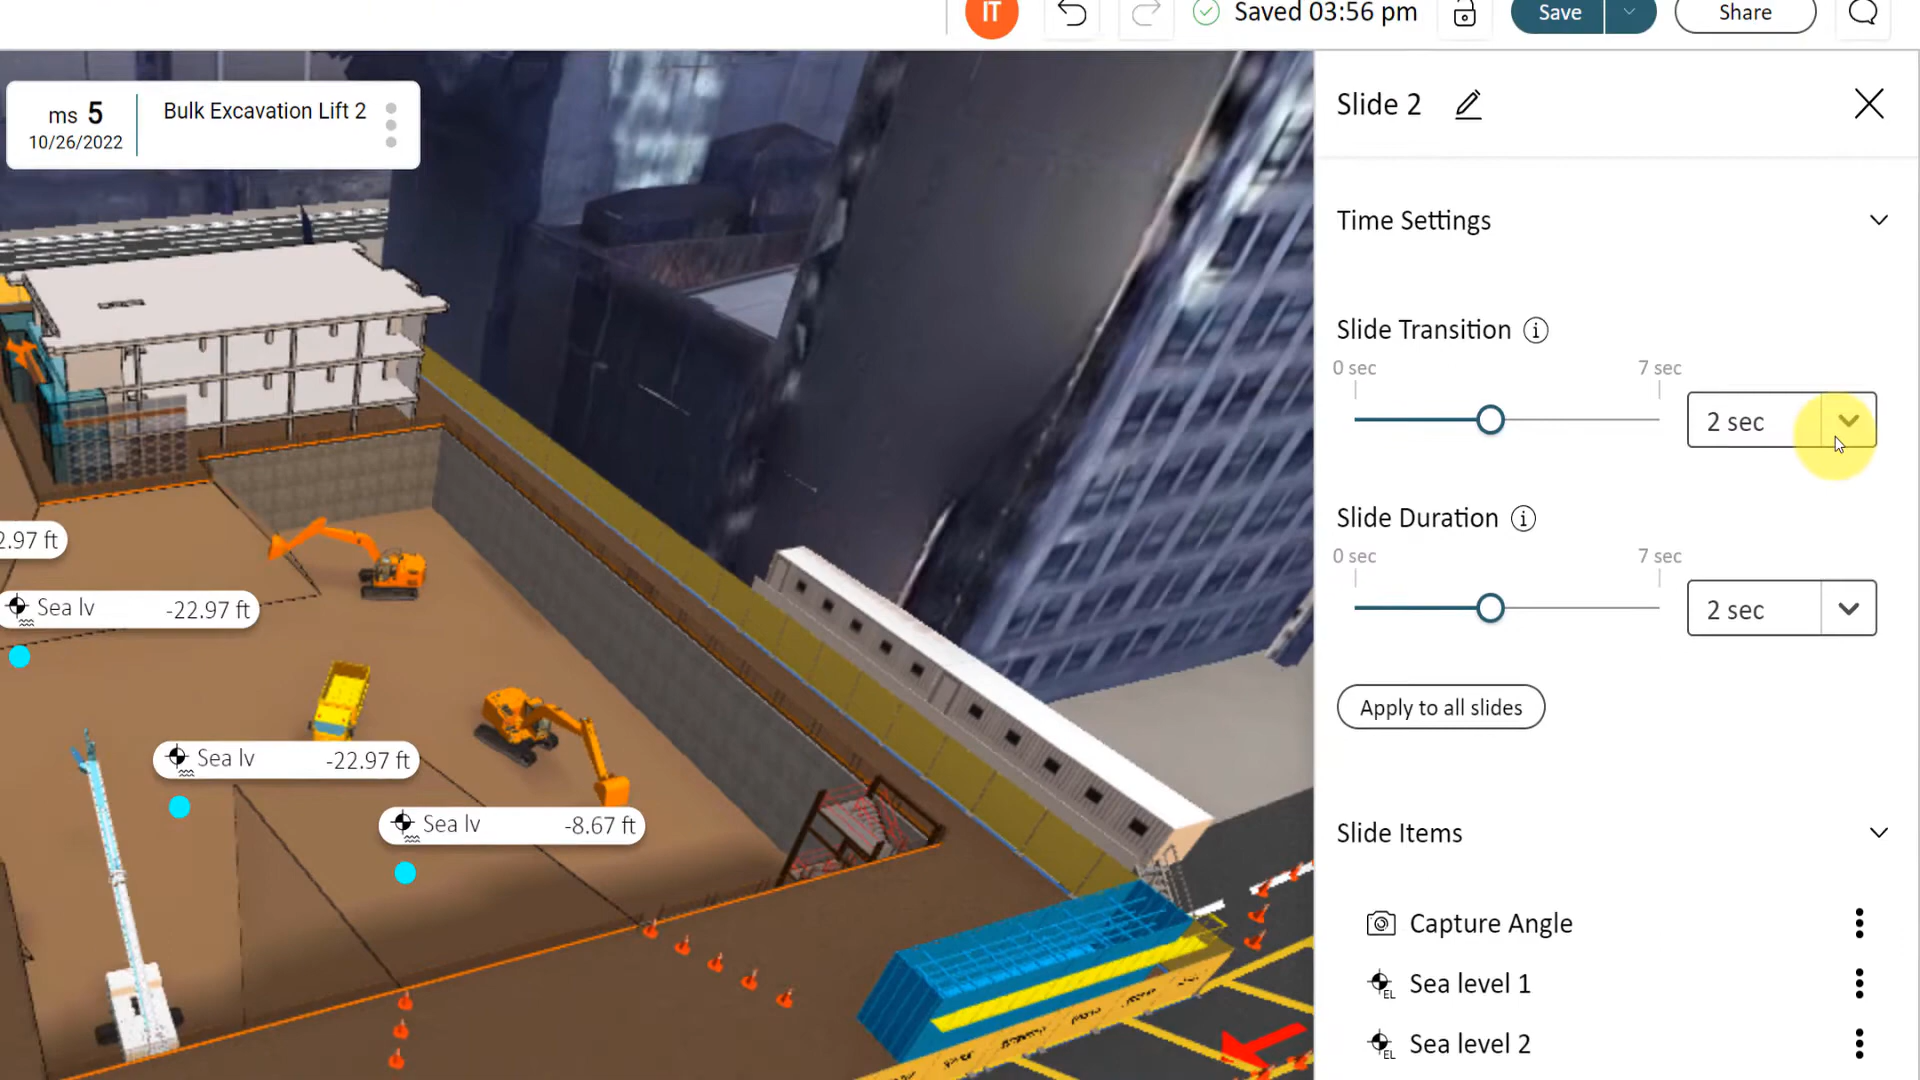 IT
Saved 03:56 pm
Save
Share
ms 5
10/26/2022
Bulk Excavation Lift 2
Slide 2
Time Settings
Slide Transition
0 sec
7 sec
2 sec
Slide Duration
0 sec
7 sec
2 sec
Apply to all slides
Slide Items
Capture Angle
EL
Sea level 1
EL
Sea level 2
2.97 ft
Sea lv -22.97 ft
Sea lv -22.97 ft
Sea lv -8.67 ft